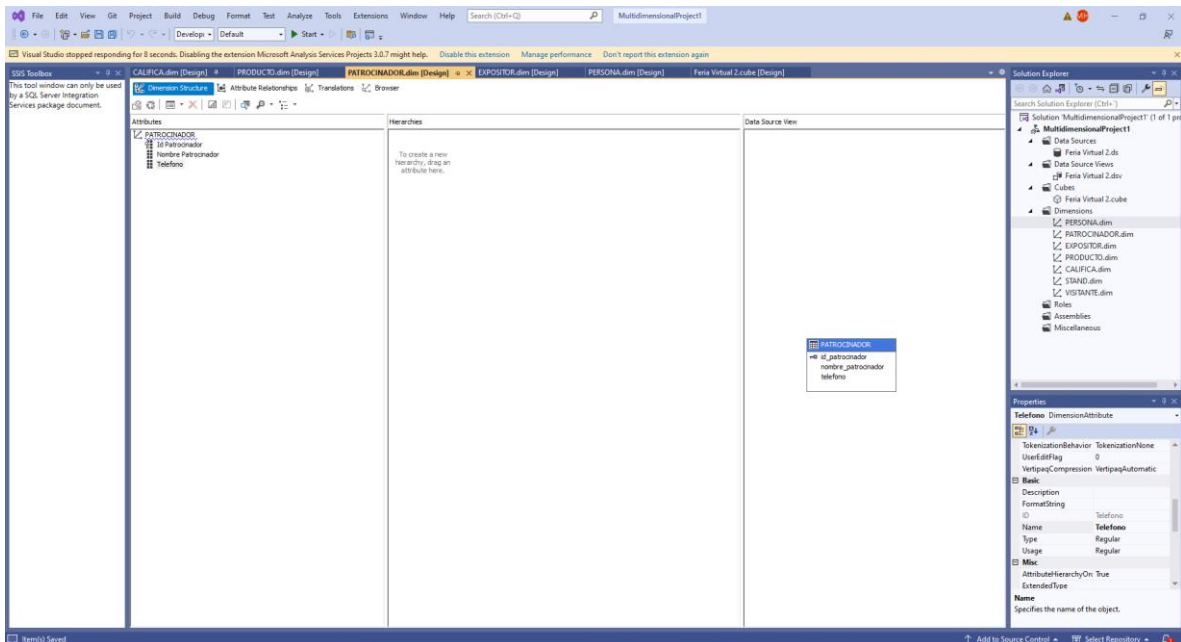 File Edit View Git Project Build Debug Format Test Analyze Tools Extensions Window Help Search (Ctrl+Q) MultidimensionalProject1
Develop Default Start
Visual Studio stopped responding for 8 seconds. Disabling the extension Microsoft Analysis Services Projects 3.0.7 might help. Disable this extension Manage performance Don't report this extension again
SSIS Toolbox
This tool window can only be used
by a SQL Server Integration
Services package document.
CALIFICA.dim [Design] PRODUCTO.dim [Design] PATROCINADOR.dim [Design] EXPOSITOR.dim [Design] PERSONA.dim [Design] Feria Virtual 2.cube [Design]
Dimension Structure Attribute Relationships Translations Browser
Attributes
PATROCINADOR
Id Patrocinador
Nombre Patrocinador
Telefono
Hierarchies
To create a new
hierarchy, drag an
attribute here.
Data Source View
PATROCINADOR
id_patrocinador
nombre_patrocinador
telefono
Solution Explorer
Search Solution Explorer (Ctrl+')
Solution 'MultidimensionalProject1' (1 of 1 pro
MultidimensionalProject1
Data Sources
Feria Virtual 2.ds
Data Source Views
Feria Virtual 2.dsv
Cubes
Feria Virtual 2.cube
Dimensions
PERSONA.dim
PATROCINADOR.dim
EXPOSITOR.dim
PRODUCTO.dim
CALIFICA.dim
STAND.dim
VISITANTE.dim
Roles
Assemblies
Miscellaneous
Properties
Telefono DimensionAttribute
TokenizationBehavior TokenizationNone
UserEditFlag 0
VertipaqCompression VertipaqAutomatic
Basic
Description
FormatString
ID Telefono
Name Telefono
Type Regular
Usage Regular
Misc
AttributeHierarchyOr True
ExtendedType
Name
Specifies the name of the object.
Item(s) Saved
Add to Source Control Select Repository